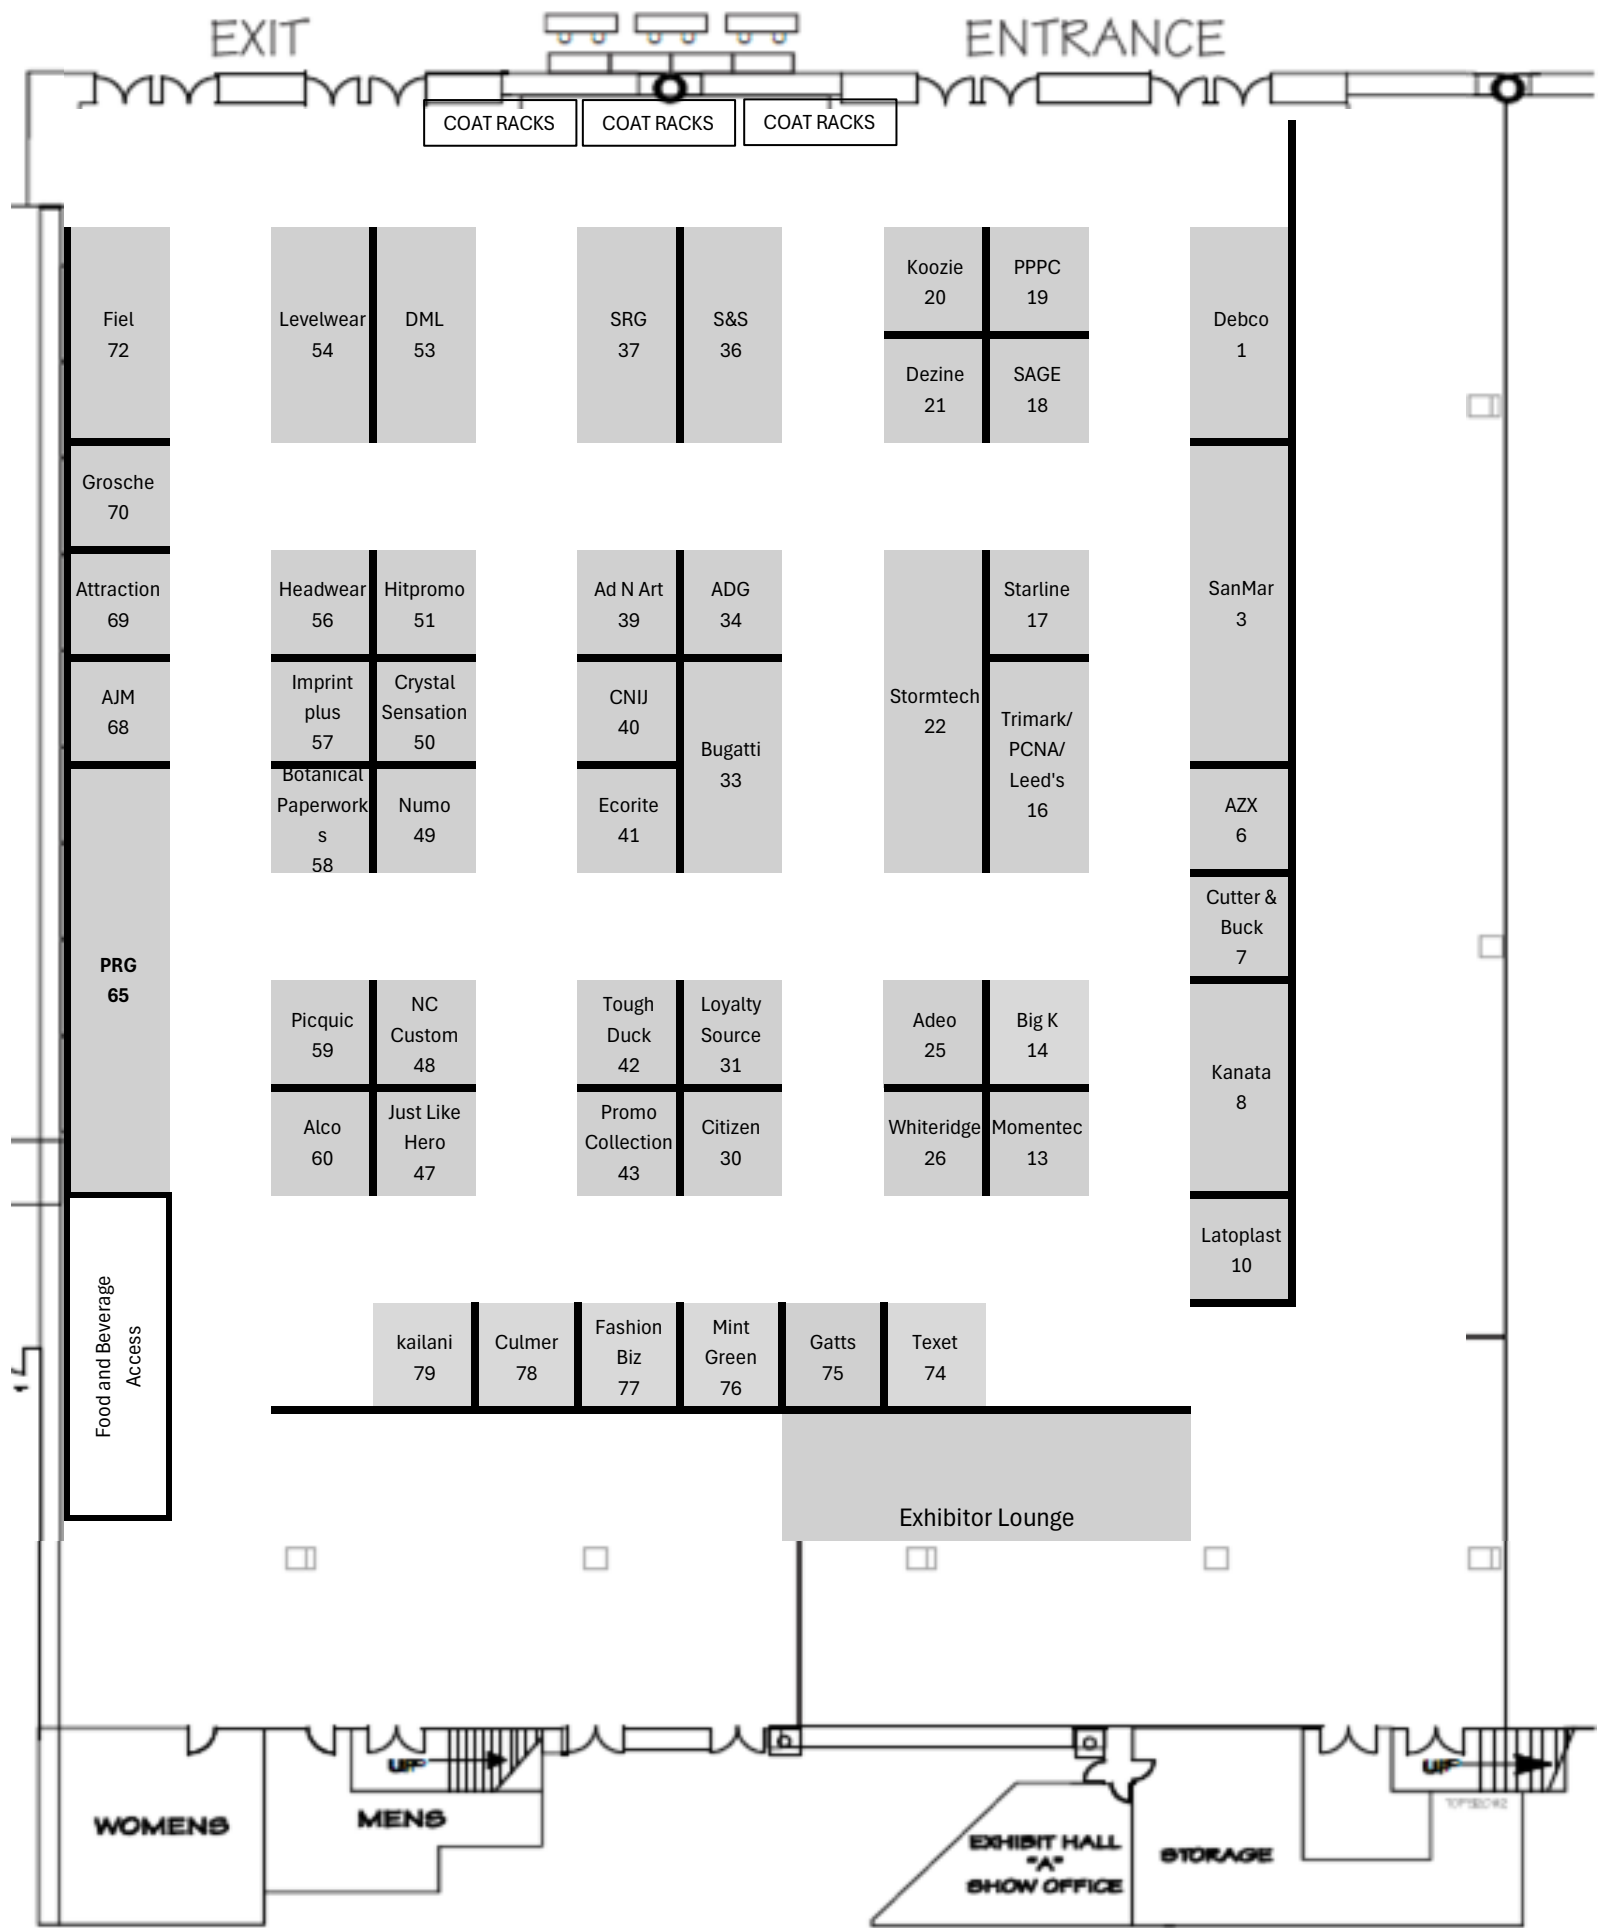 EXIT
ENTRANCE
COAT RACKS
COAT RACKS
COAT RACKS
Fiel
72
Levelwear
54
DML
53
SRG
37
S&S
36
Koozie
20
PPPC
19
Dezine
21
SAGE
18
Debco
1
Grosche
70
Attraction
69
AJM
68
PRG
65
Headwear
56
Hitpromo
51
Imprint
plus
57
Crystal
Sensation
50
Botanical
Paperwork
s
58
Numo
49
Ad N Art
39
ADG
34
CNIJ
40
Bugatti
33
Ecorite
41
Stormtech
22
Starline
17
Trimark/
PCNA/
Leed's
16
SanMar
3
AZX
6
Cutter &
Buck
7
Kanata
8
Latoplast
10
Picquic
59
NC
Custom
48
Alco
60
Just Like
Hero
47
Tough
Duck
42
Loyalty
Source
31
Promo
Collection
43
Citizen
30
Adeo
25
Big K
14
Whiteridge
26
Momentec
13
Food and Beverage
Access
kailani
79
Culmer
78
Fashion
Biz
77
Mint
Green
76
Gatts
75
Texet
74
Exhibitor Lounge
UP
UP
WOMENS
MENS
EXHIBIT HALL
"A"
SHOW OFFICE
STORAGE